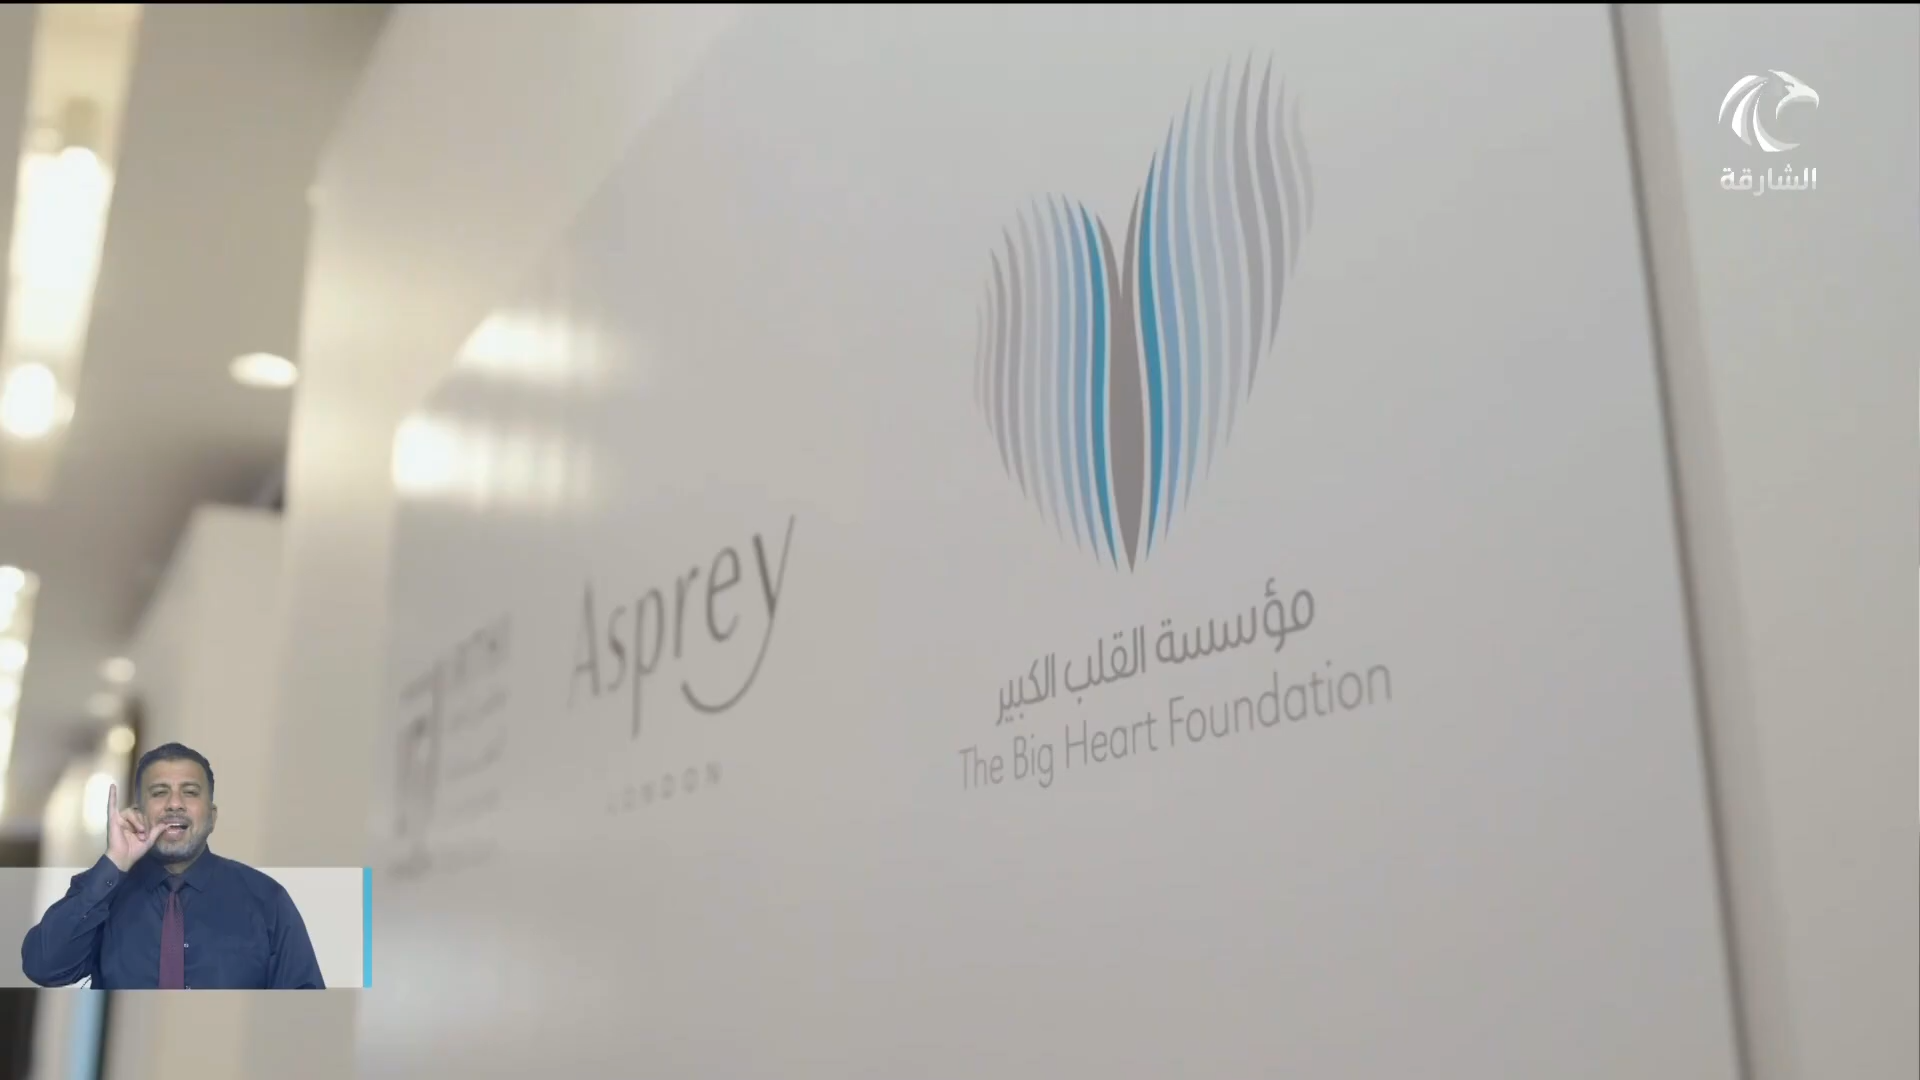 الشارقة
مؤسسة القلب الكبير
The Big Heart Foundation
Asprey
LONDON